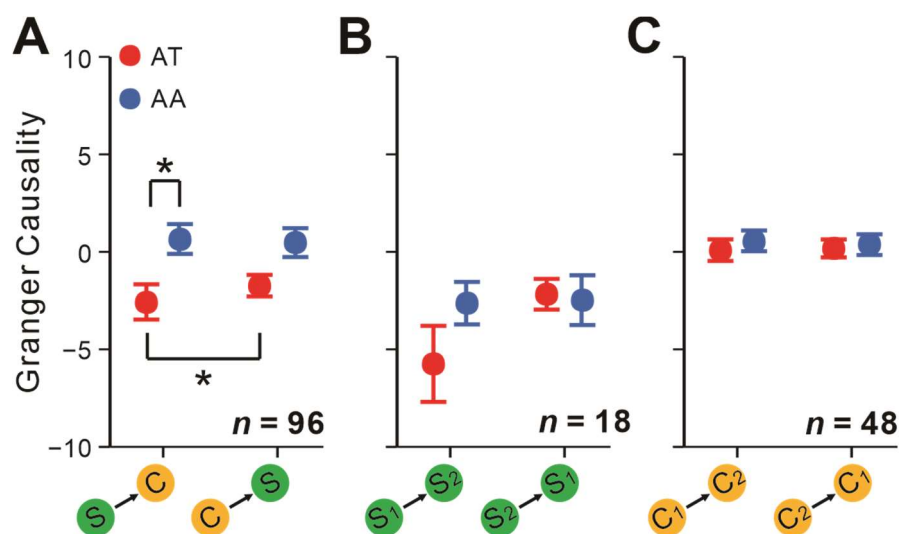 A B C
AT
AA
Granger Causality
10
5
0
−5
−10
*
*
n = 96
n = 18
n = 48
S C C S
S1 S2 S2 S1
C1 C2 C2 C1